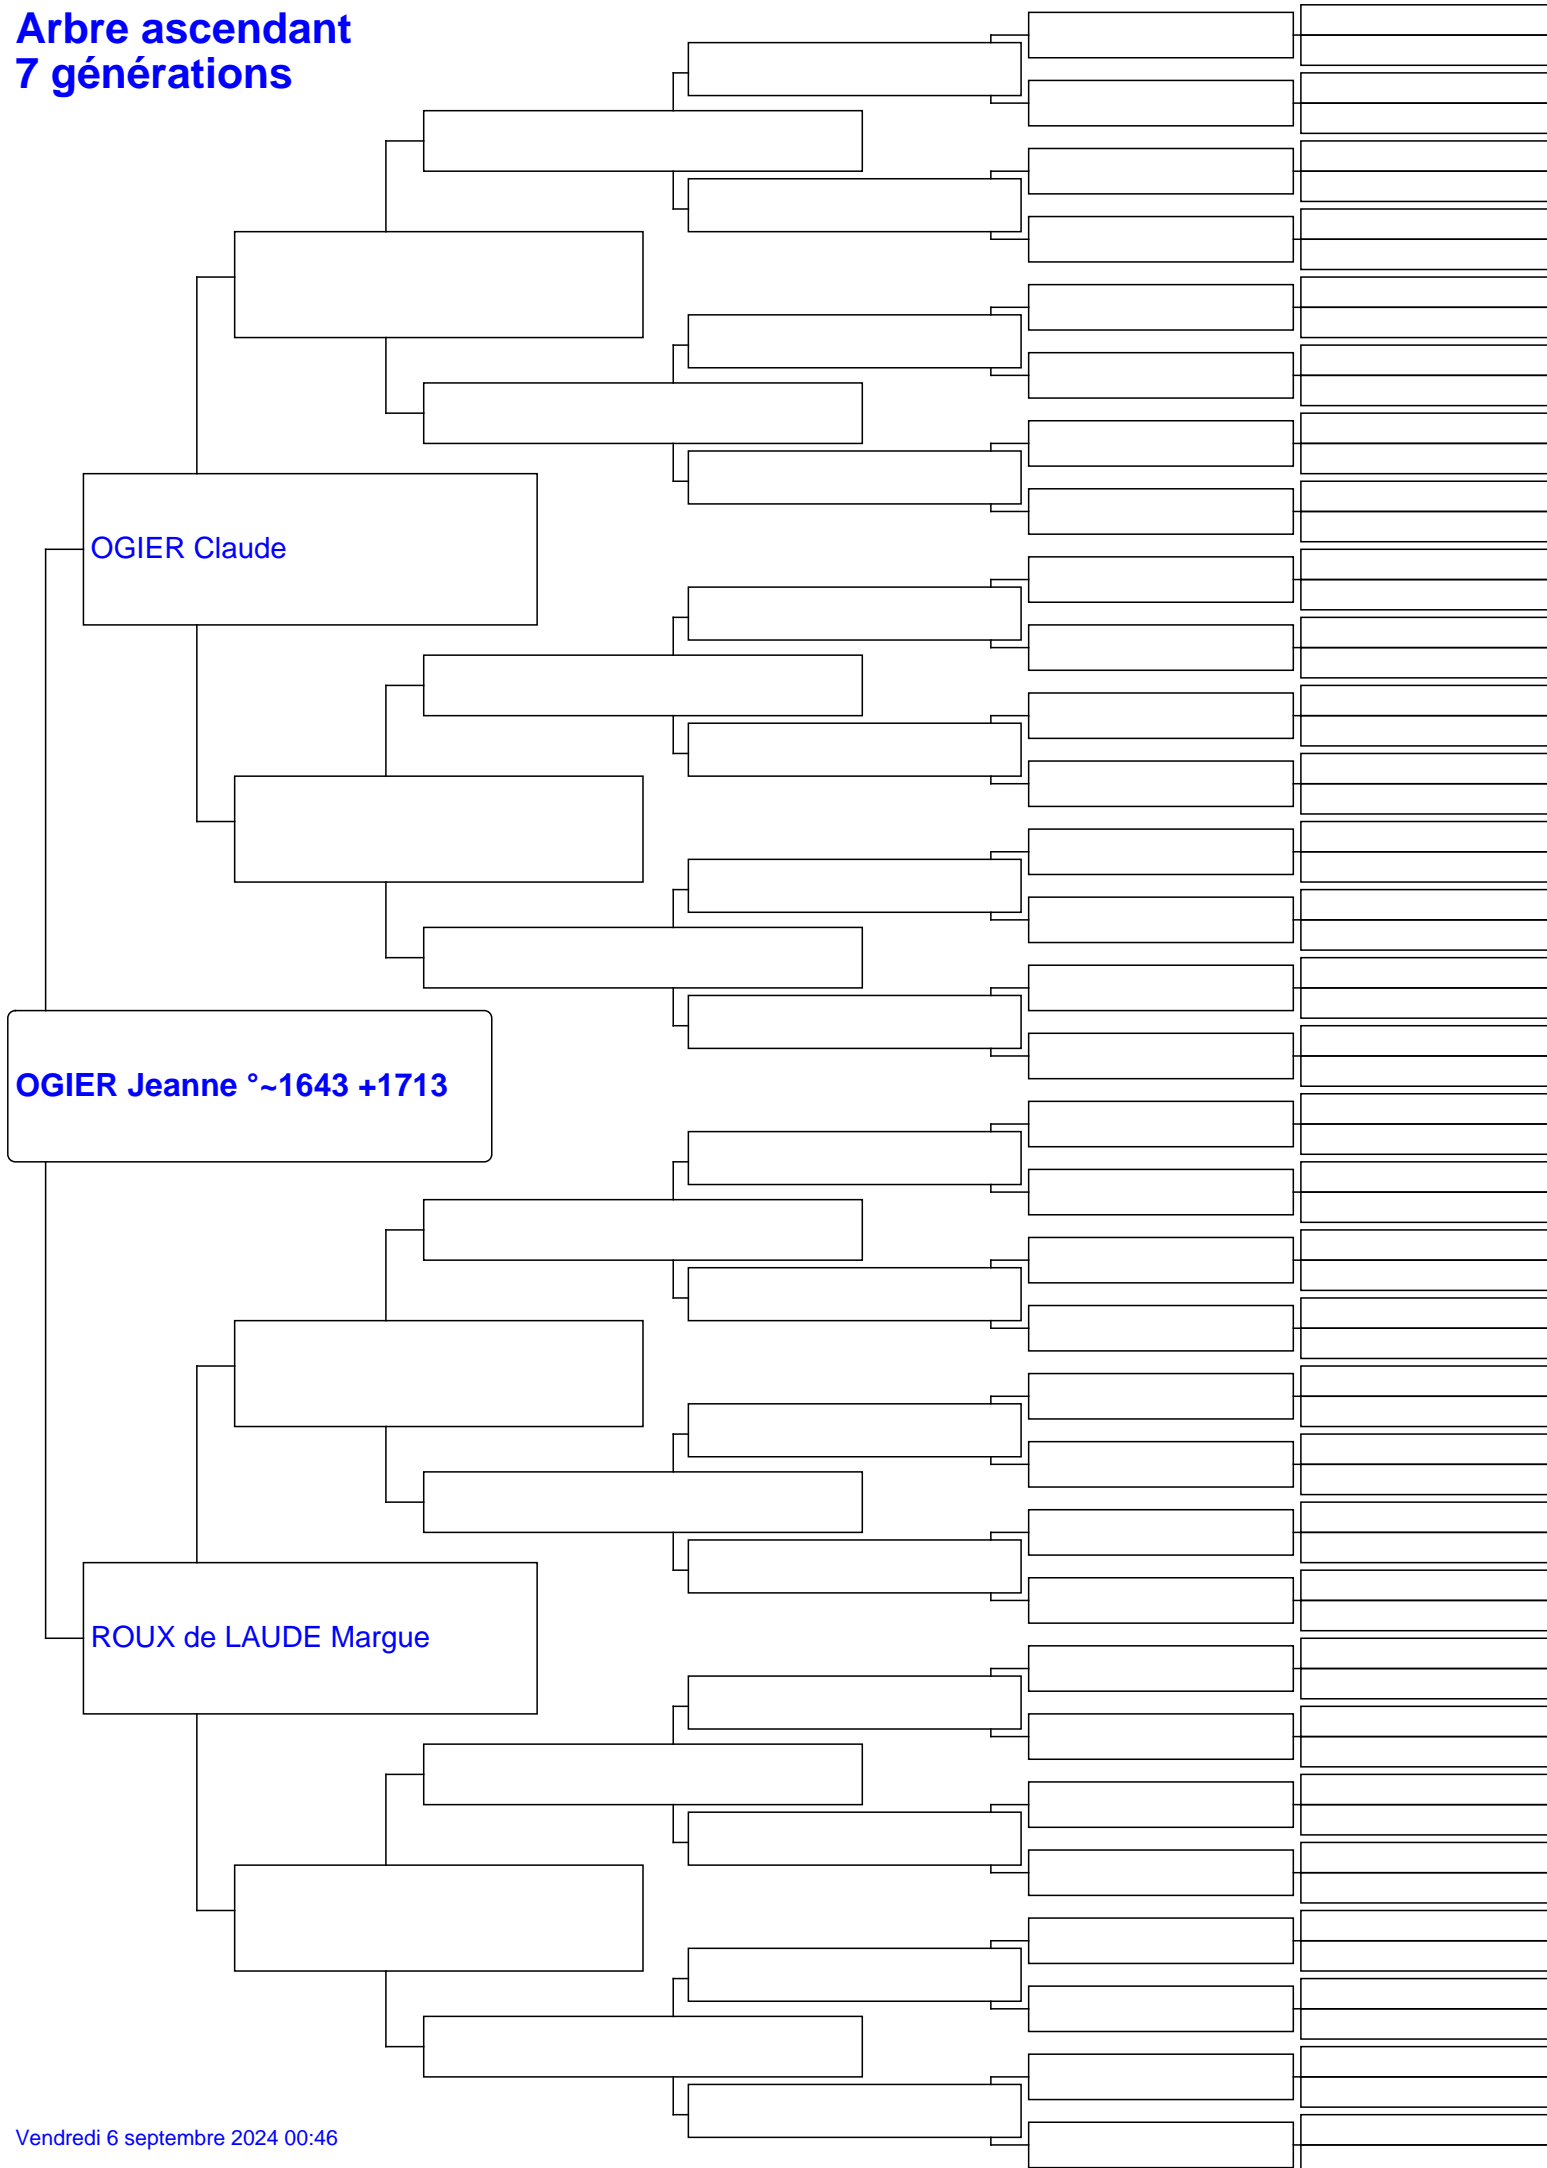 Arbre ascendant
7 générations
OGIER Claude
OGIER Jeanne °~1643 +1713
ROUX de LAUDE Margue
Vendredi 6 septembre 2024 00:46